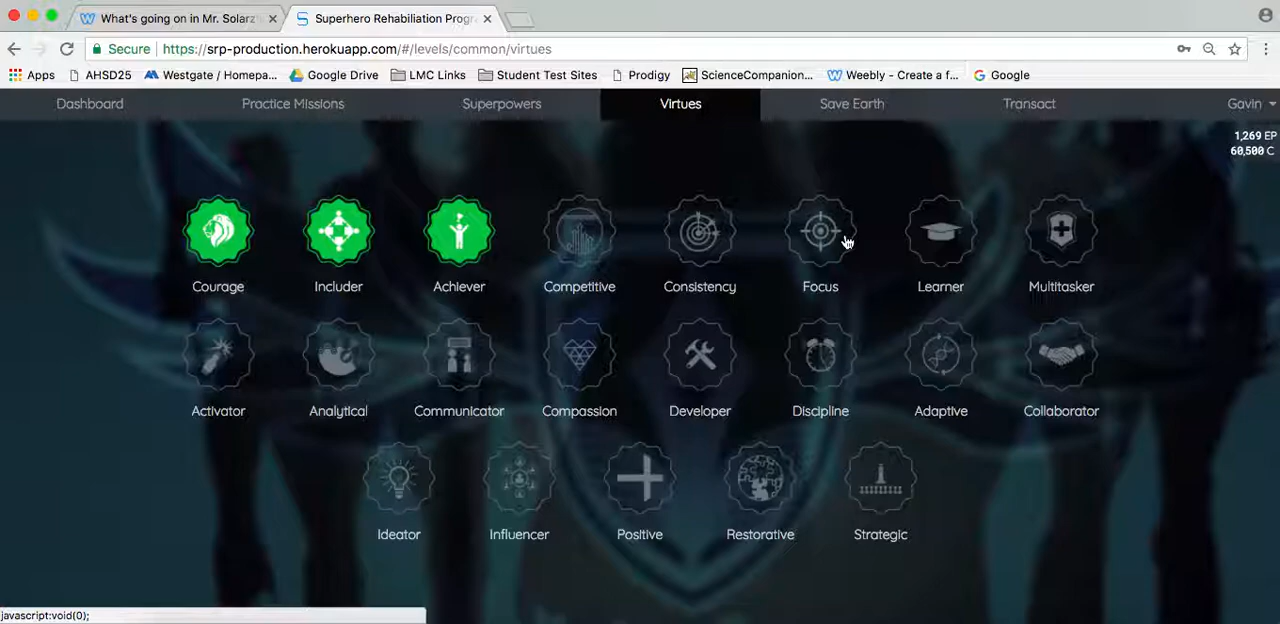 What's going on in Mr. Solarz
Superhero Rehabiliation Progr
Secure https://srp-production.herokuapp.com/#/levels/common/virtues
Apps AHSD25 Westgate / Homepa... Google Drive LMC Links Student Test Sites Prodigy ScienceCompanion... Weebly - Create a f... Google
Dashboard Practice Missions Superpowers Virtues Save Earth Transact Gavin
1,269 EP
60,500 C
Courage Includer Achiever Competitive Consistency Focus Learner Multitasker
Activator Analytical Communicator Compassion Developer Discipline Adaptive Collaborator
Ideator Influencer Positive Restorative Strategic
javascript:void(0);